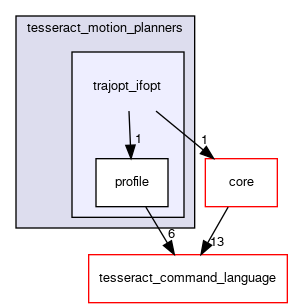 tesseract_motion_planners
trajopt_ifopt
1
1
profile
core
6
13
tesseract_command_language